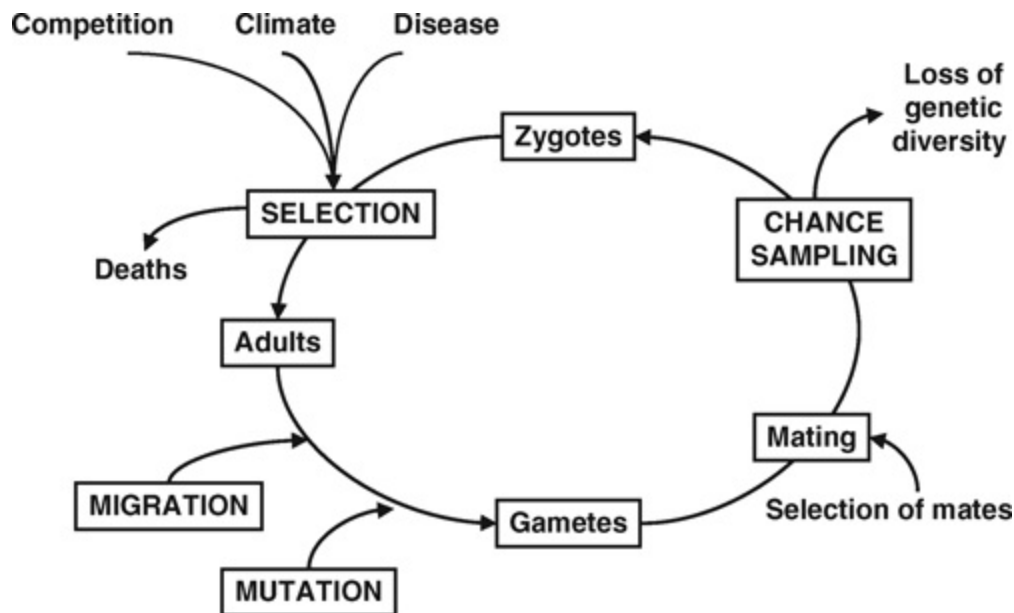 Competition
Climate
Disease
Loss of
genetic
diversity
Zygotes
SELECTION
CHANCE
SAMPLING
Deaths
Adults
Mating
MIGRATION
Selection of mates
Gametes
MUTATION